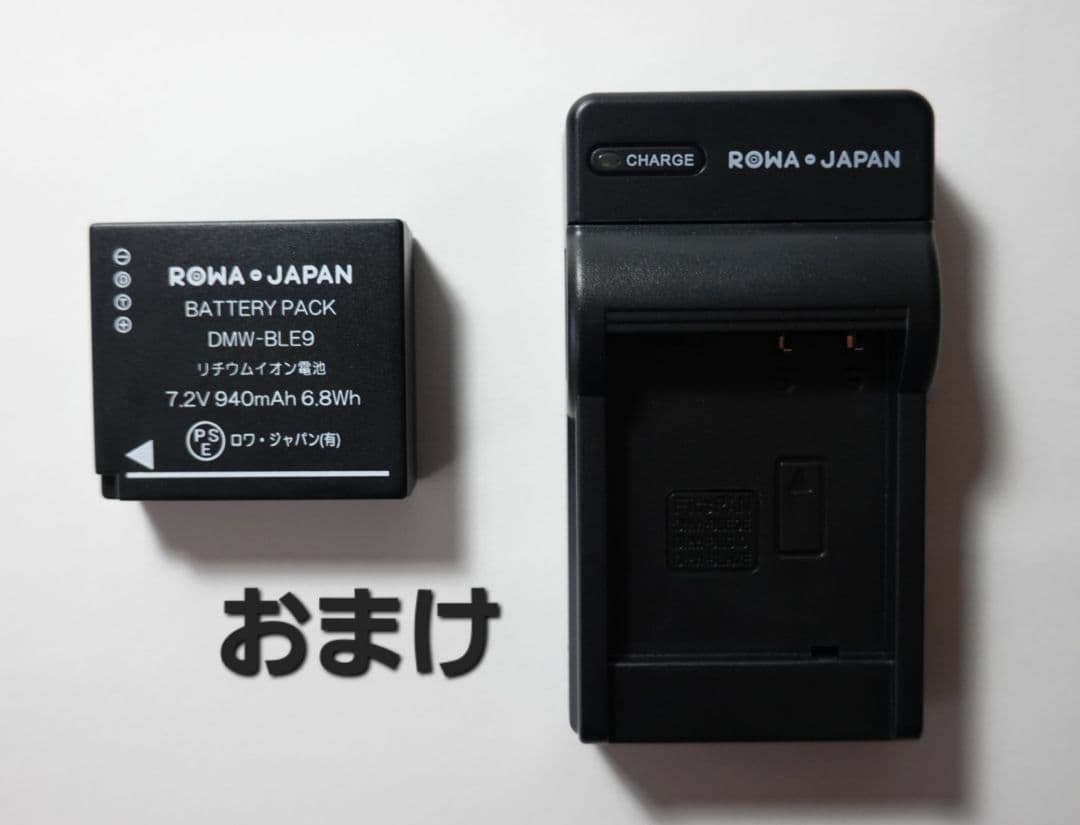 ROWA JAPAN
BATTERY PACK
DMW-BLE9
リチウムイオン電池
7.2V 940mAh 6.8Wh
PSE ロワ・ジャパン(有)
おまけ
CHARGE ROWA JAPAN